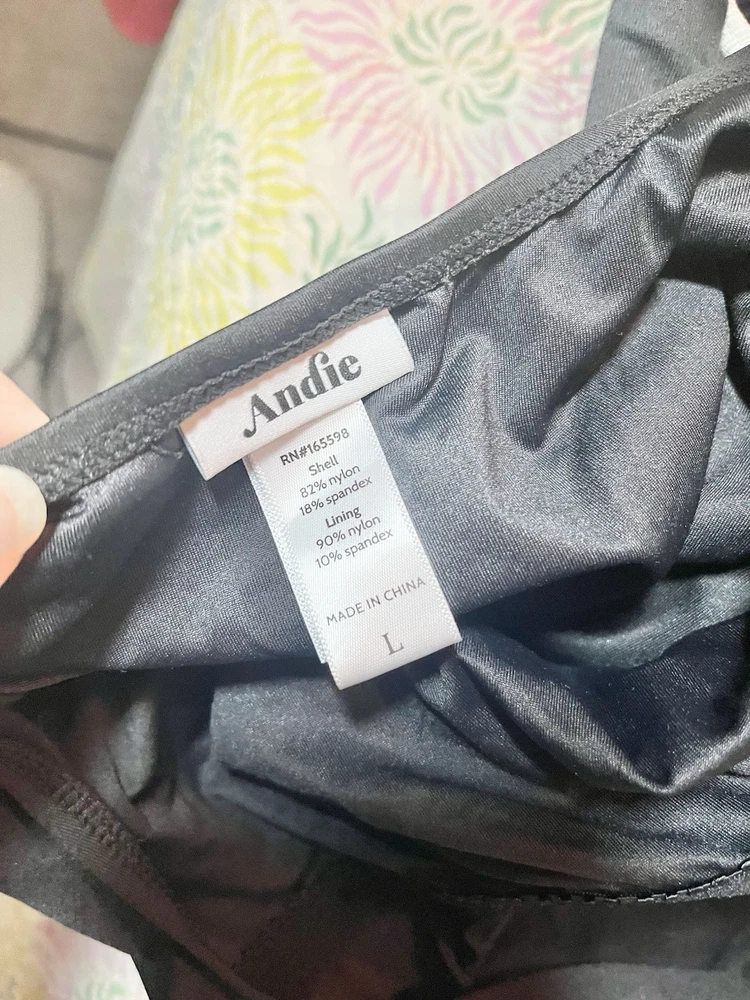 Andie
RN#165598
Shell
82% nylon
18% spandex
Lining
90% nylon
10% spandex
MADE IN CHINA
L